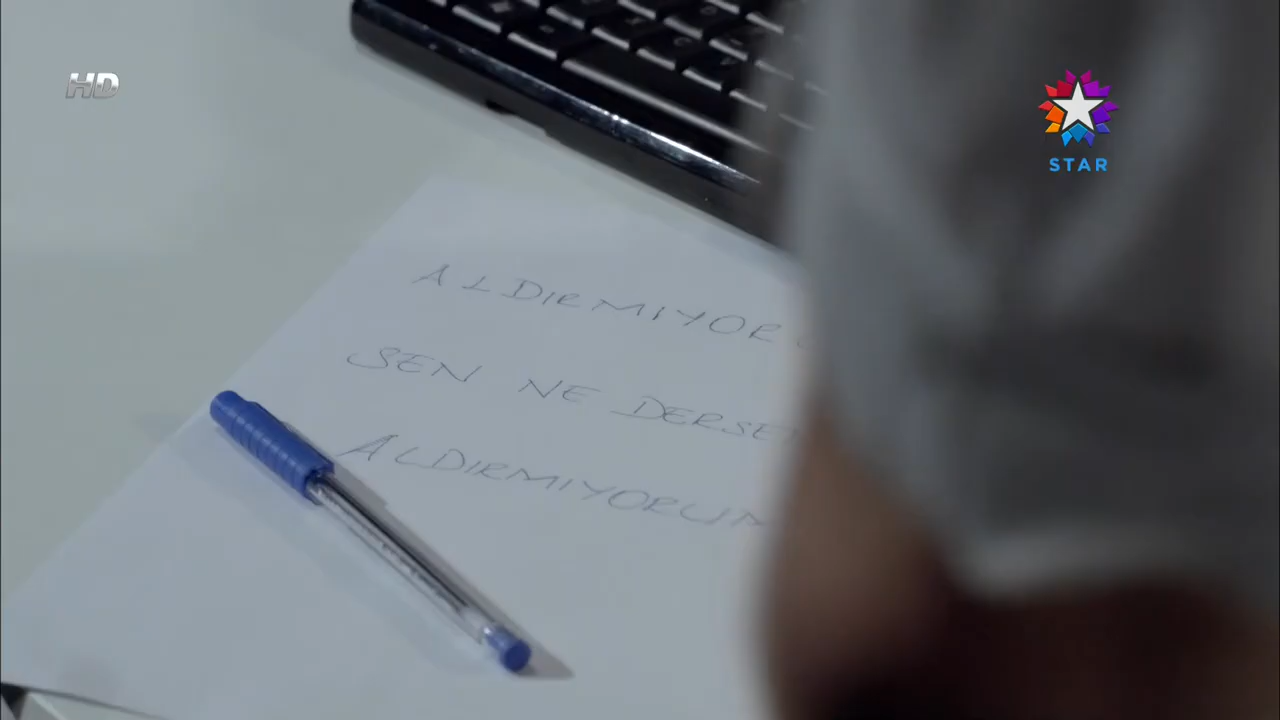 HD
STAR
ALDIRMIYOR
SEN NE DERSE
ALDIRMIYORUM